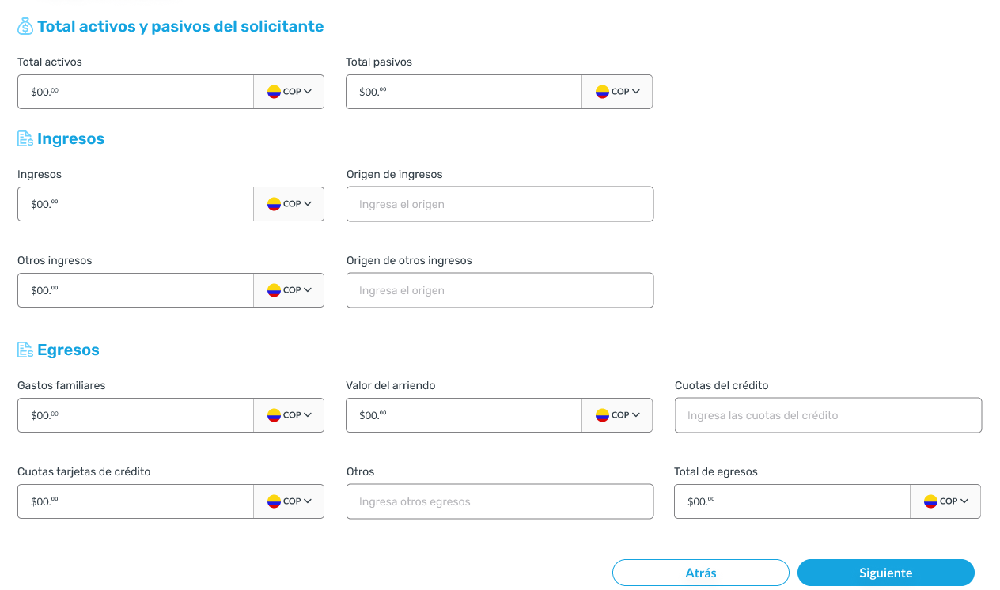 Total activos y pasivos del solicitante
Total activos
Total pasivos
$00.00 COP
$00.00 COP
Ingresos
Ingresos
Origen de ingresos
$00.00 COP
Ingresa el origen
Otros ingresos
Origen de otros ingresos
$00.00 COP
Ingresa el origen
Egresos
Gastos familiares
Valor del arriendo
Cuotas del crédito
$00.00 COP
$00.00 COP
Ingresa las cuotas del crédito
Cuotas tarjetas de crédito
Otros
Total de egresos
$00.00 COP
Ingresa otros egresos
$00.00 COP
Atrás
Siguiente